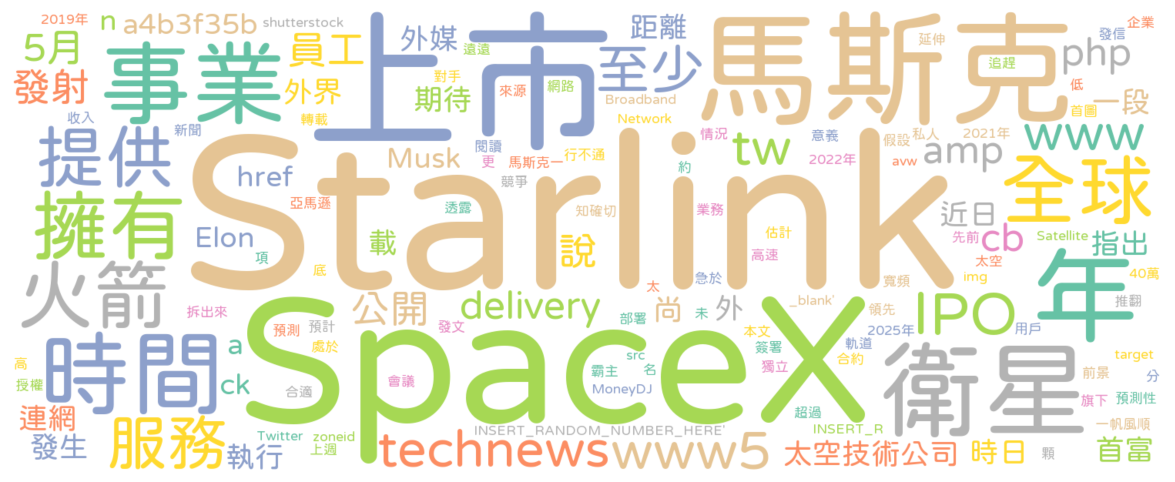 2019年 n a4b3f35b shutterstock
5月 事業 員工 上市 外媒 遠遠 距離 馬斯克 延伸 發信 企業
發射 外界 期待 對手 至少 追趕 php
轉載 來源 網路 低
收入 新聞 Broadband 首圖 一段
提供 Network 情況 意義 假設 私人 2021年 www
Musk 閱讀 更 馬斯克一 行不通 tw 2022年 avw amp
href 競爭 約 全球
擁有 亞馬遜 Starlink 透露 知確切 業務 近日
Elon 載 說 估計 先前 cb Satellite 指出
項 高速 太空
火箭 底 太 急於 寬頻 img 年 40萬
公開 delivery 尚 外 _blank' 領先 IPO 推翻
拆出來 預測 預計 發文 部署 未 本文 2025年 用戶
時間 a 處於 SpaceX src 簽署 軌道 衛星 target
高 霸主 名 獨立 合約 前景 分
授權 ck 合適 會議 MoneyDJ 旗下 預測性
連網 服務 超過 一帆風順
Twitter zoneid INSERT_RANDOM_NUMBER_HERE' INSERT_R
發生 執行 上週 technews www5 太空技術公司 時日 顆 首富